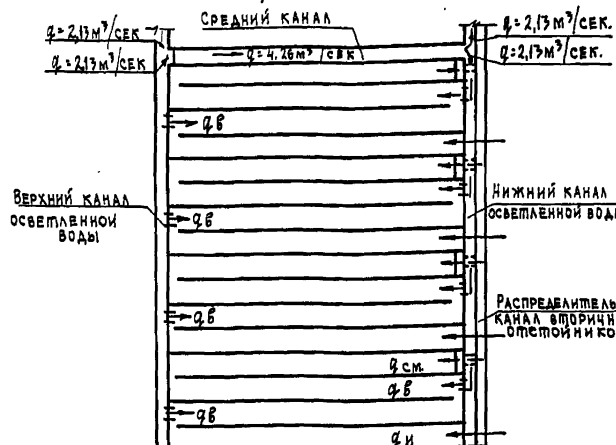 СРЕДНИЙ КАНАЛ
q=2,13м³/СЕК
q=2,13м³/СЕК
q=4.26м³/СЕК
q=2,13м³/СЕК.
q=2,13м³/СЕК.
qв
ВЕРХНИЙ КАНАЛ
ОСВЕТЛЕННОЙ
ВОДЫ
qв
НИЖНИЙ КАНАЛ
ОСВЕТЛЕННОЙ ВОДЫ
qв
РАСПРЕДЕЛИТЕЛЬ
КАНАЛ ВТОРИЧН
ОТСТОЙНИКО
qсм.
qв
qв
qи